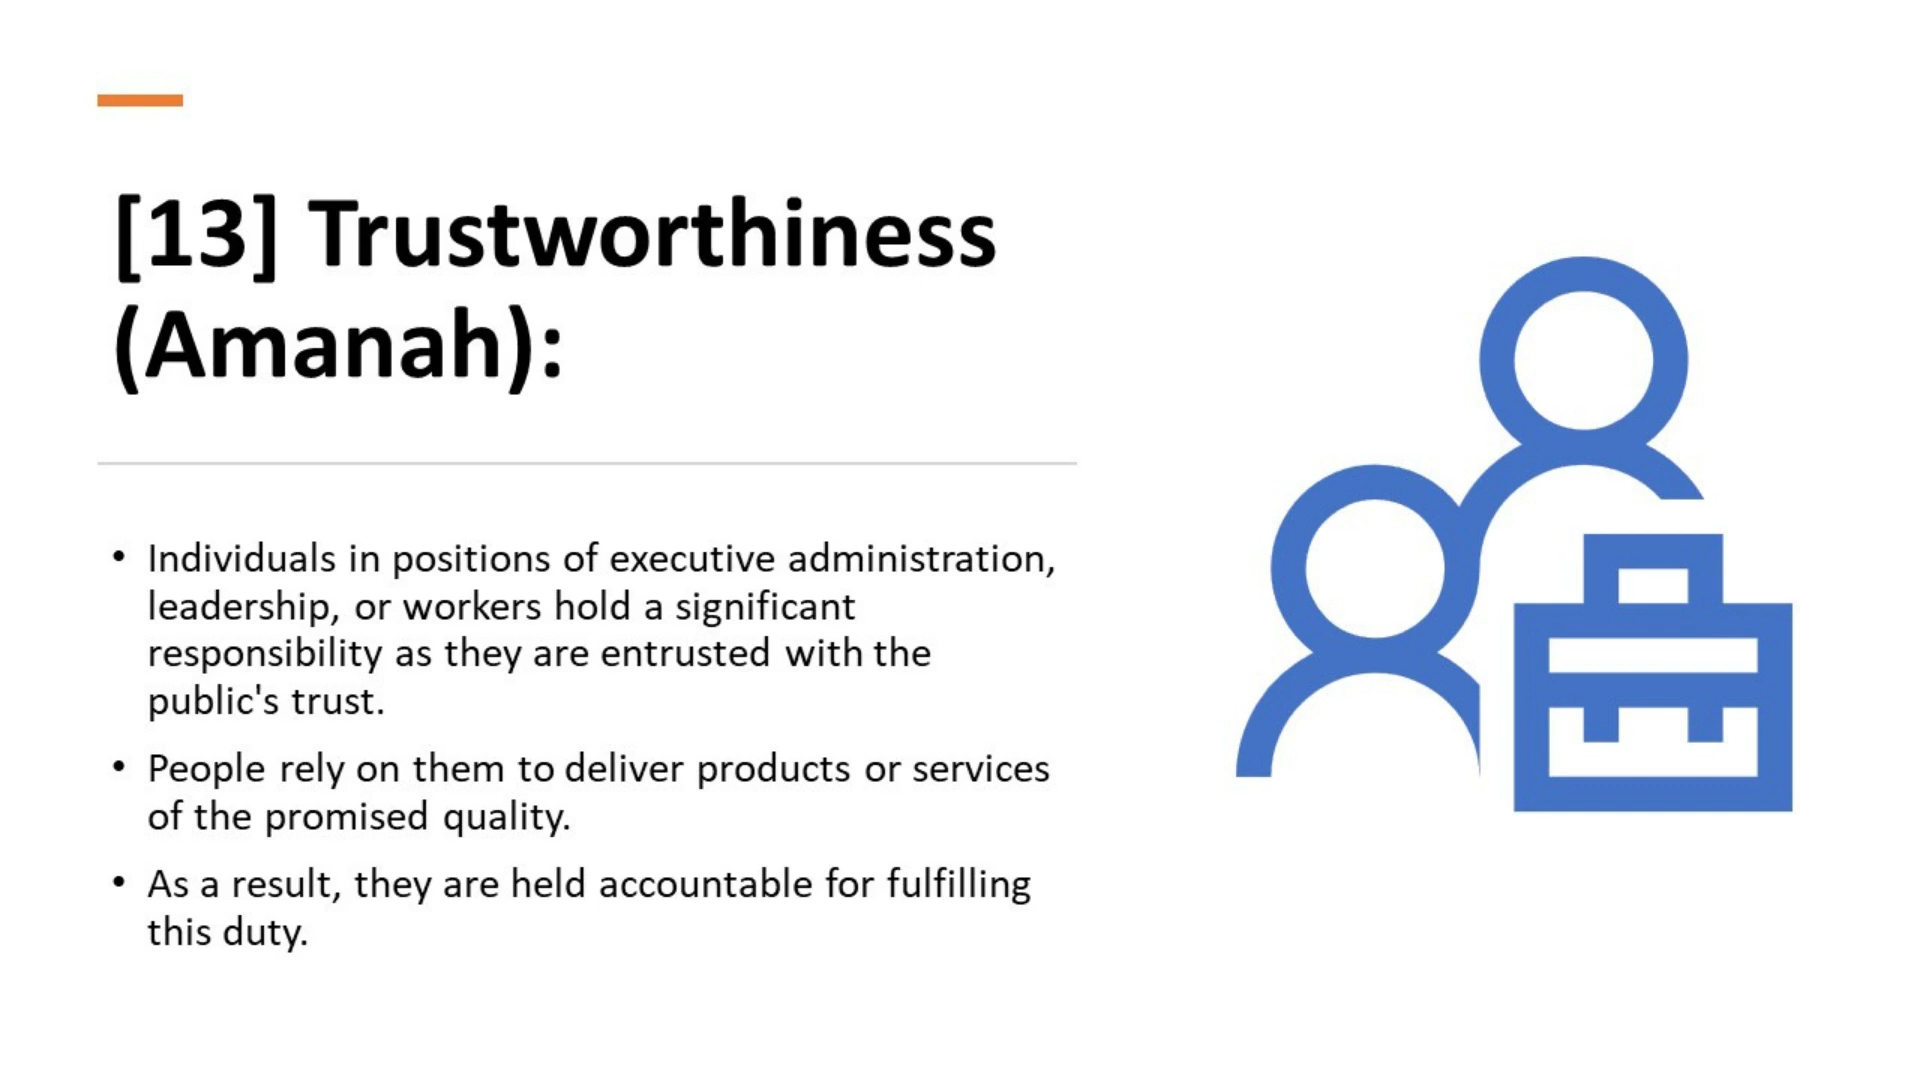 [13] Trustworthiness
(Amanah):
• Individuals in positions of executive administration,
leadership, or workers hold a significant
responsibility as they are entrusted with the
public's trust.
• People rely on them to deliver products or services
of the promised quality.
• As a result, they are held accountable for fulfilling
this duty.